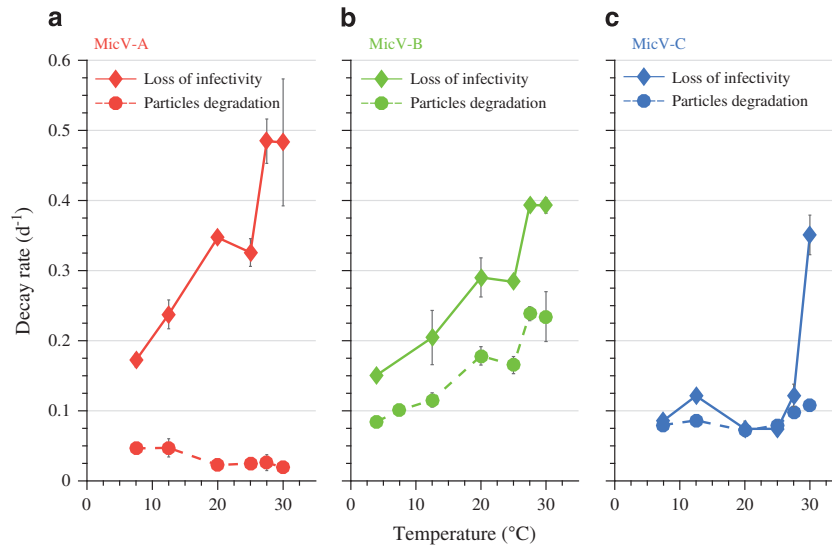 a
MicV-A
b
MicV-B
c
MicV-C
0.6
0.5
0.4
0.3
0.2
0.1
0
Decay rate (d-1)
Loss of infectivity
Particles degradation
Loss of infectivity
Particles degradation
Loss of infectivity
Particles degradation
0 10 20 30
0 10 20 30
0 10 20 30
Temperature (°C)